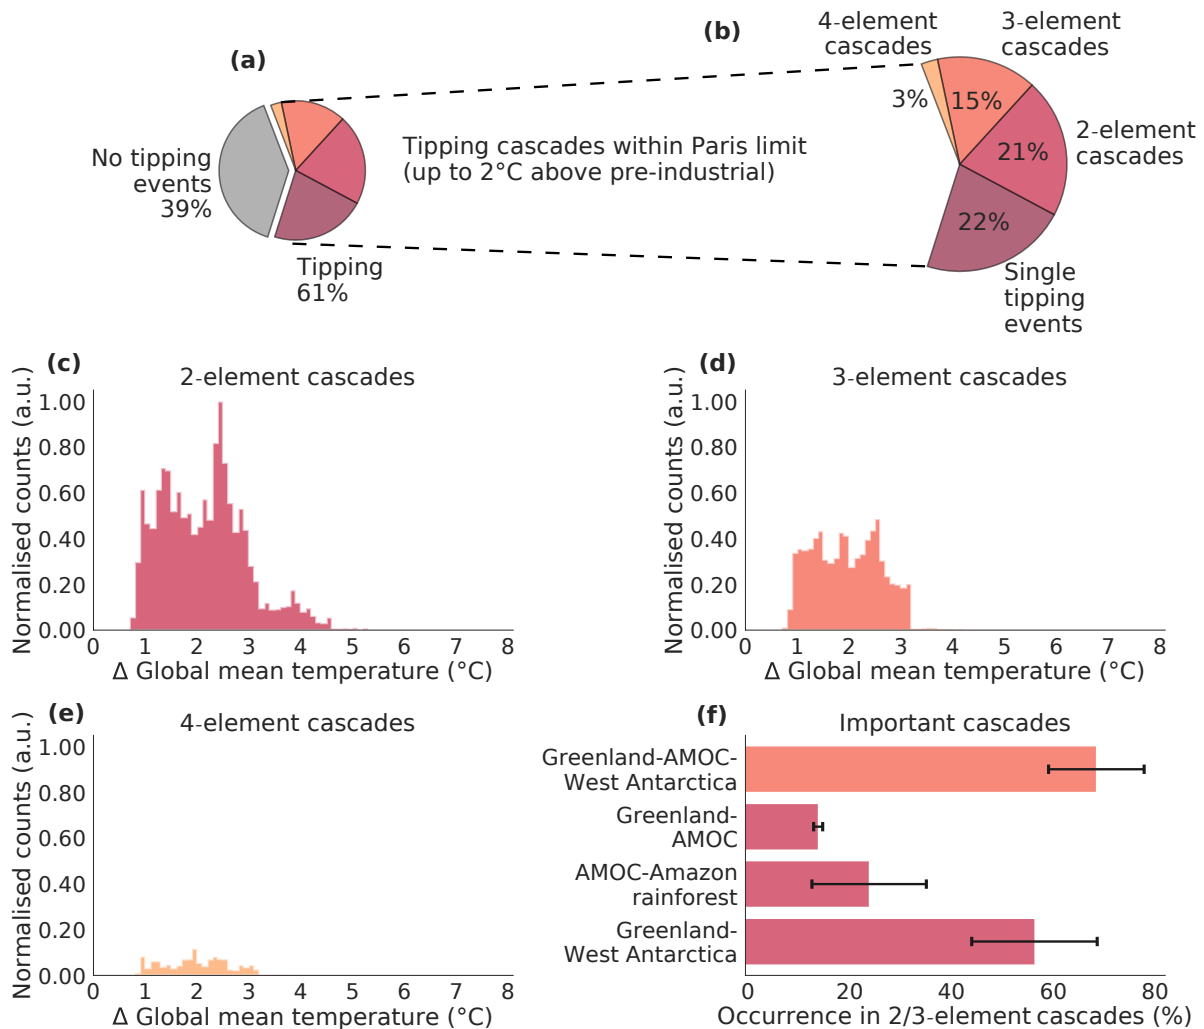 (a)
No tipping
events
39%
Tipping
61%
Tipping cascades within Paris limit
(up to 2°C above pre-industrial)
(b)
4-element
cascades
3-element
cascades
3%
15%
2-element
cascades
21%
22%
Single
tipping
events
(c)
2-element cascades
Normalised counts (a.u.)
1.00
0.80
0.60
0.40
0.20
0.00
0 1 2 3 4 5 6 7 8
Δ Global mean temperature (°C)
(d)
3-element cascades
Normalised counts (a.u.)
1.00
0.80
0.60
0.40
0.20
0.00
0 1 2 3 4 5 6 7 8
Δ Global mean temperature (°C)
(e)
4-element cascades
Normalised counts (a.u.)
1.00
0.80
0.60
0.40
0.20
0.00
0 1 2 3 4 5 6 7 8
Δ Global mean temperature (°C)
(f)
Important cascades
Greenland-AMOC-
West Antarctica
Greenland-
AMOC
AMOC-Amazon
rainforest
Greenland-
West Antarctica
0 20 40 60 80
Occurrence in 2/3-element cascades (%)